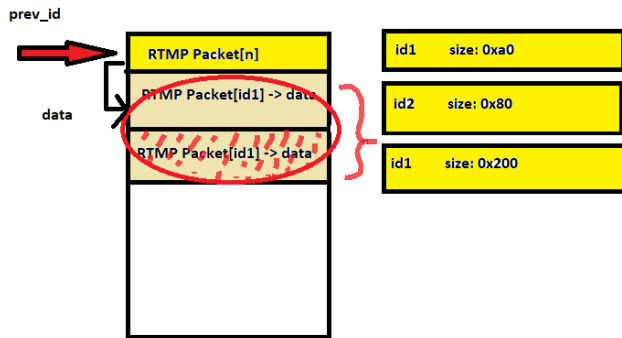 prev_id
RTMP Packet[n]
RTMP Packet[id1] -> data
data
RTMP Packet[id1] -> data
id1 size: 0xa0
id2 size: 0x80
id1 size: 0x200